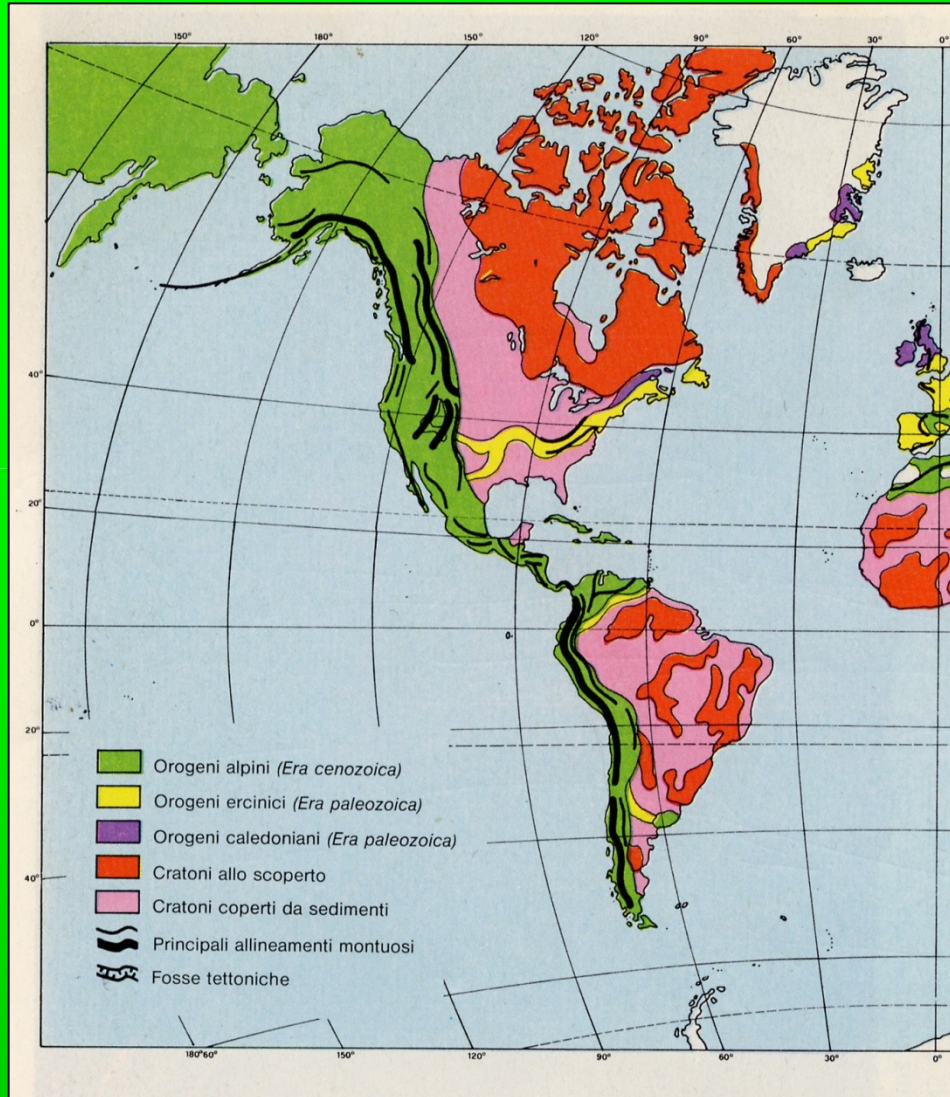 150° 180° 150° 120° 60° 30° 0°
40°
20°
0°
20°
40°
Orogeni alpini (Era cenozoica)
Orogeni ercinici (Era paleozoica)
Orogeni caledoniani (Era paleozoica)
Cratoni allo scoperto
Cratoni coperti da sedimenti
Principali allineamenti montuosi
Fosse tettoniche
180°60° 150° 120° 90° 60° 30° 0°